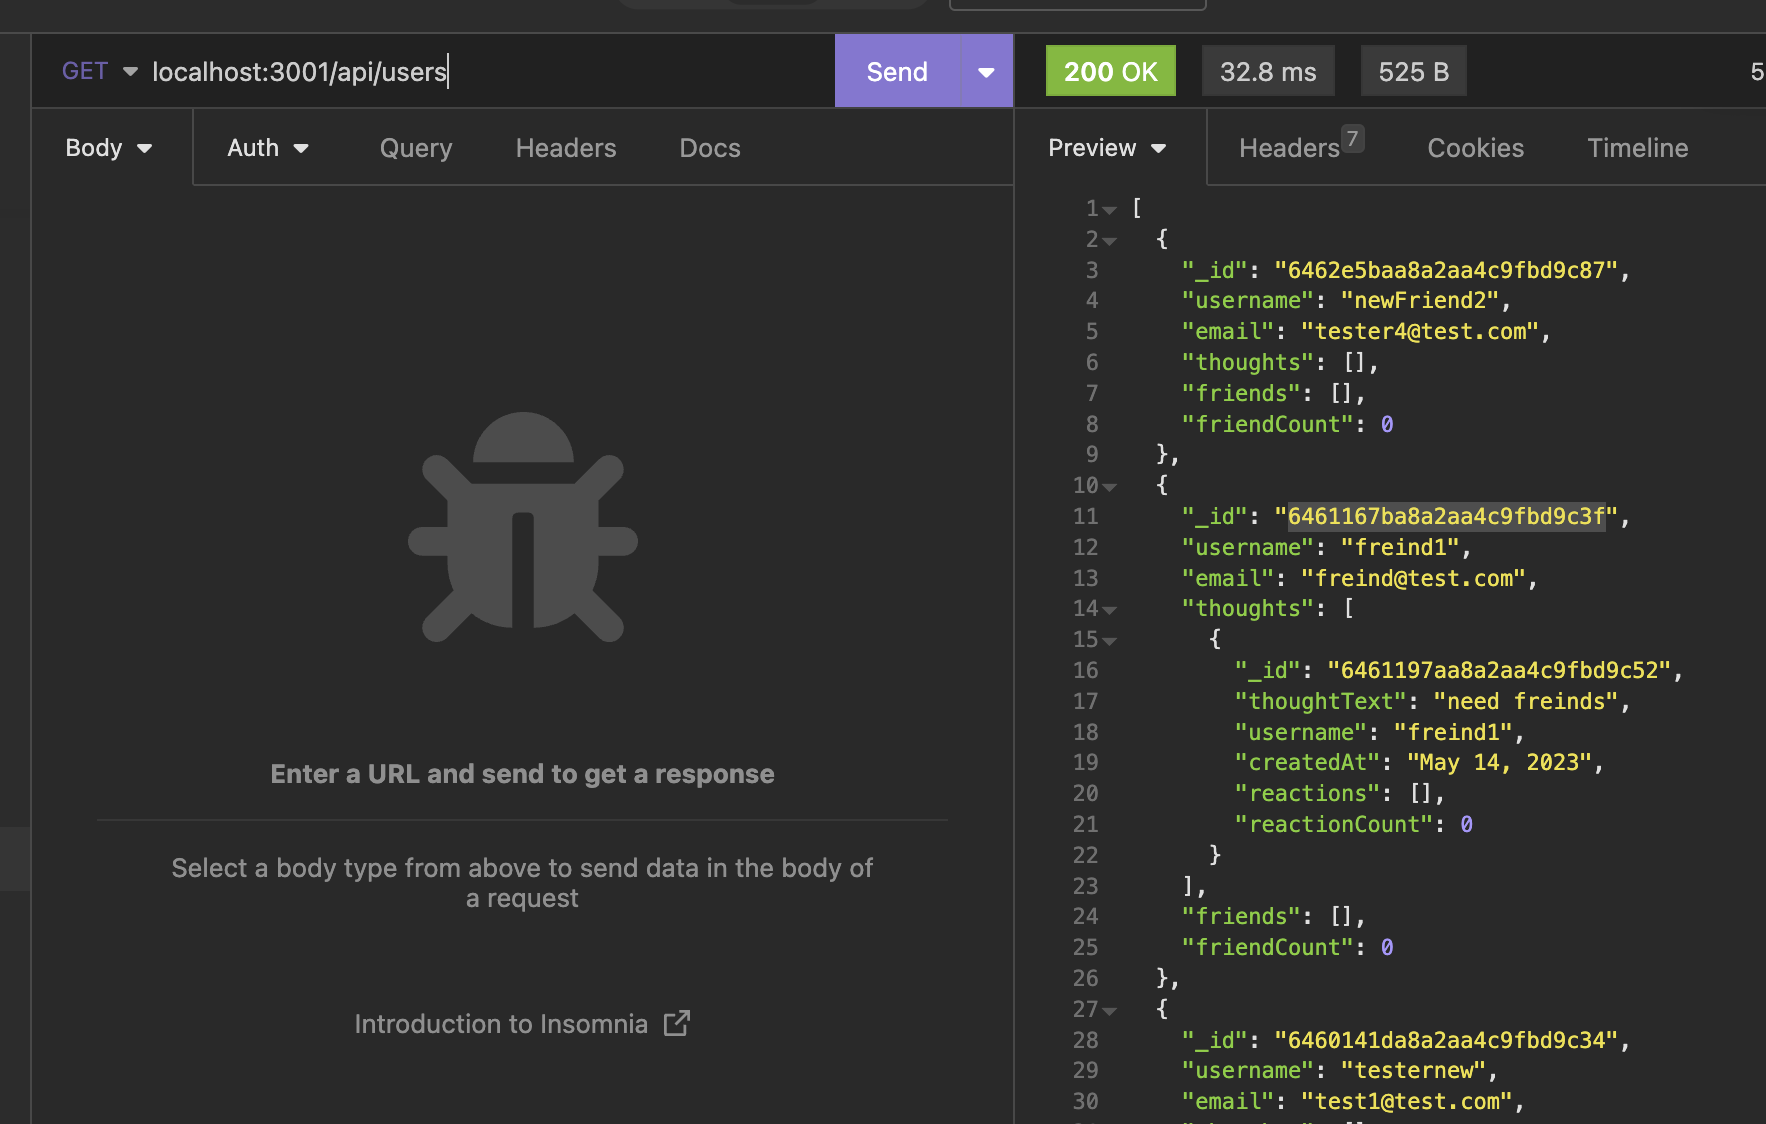 GET localhost:3001/api/users Send
200 OK 32.8 ms 525 B 5
Body Auth Query Headers Docs
Preview Headers 7 Cookies Timeline
Enter a URL and send to get a response
Select a body type from above to send data in the body of
a request
Introduction to Insomnia
1 [
2 {
3 "_id": "6462e5baa8a2aa4c9fbd9c87",
4 "username": "newFriend2",
5 "email": "tester4@test.com",
6 "thoughts": [],
7 "friends": [],
8 "friendCount": 0
9 },
10 {
11 "_id": "6461167ba8a2aa4c9fbd9c3f",
12 "username": "freind1",
13 "email": "freind@test.com",
14 "thoughts": [
15 {
16 "_id": "6461197aa8a2aa4c9fbd9c52",
17 "thoughtText": "need freinds",
18 "username": "freind1",
19 "createdAt": "May 14, 2023",
20 "reactions": [],
21 "reactionCount": 0
22 }
23 ],
24 "friends": [],
25 "friendCount": 0
26 },
27 {
28 "_id": "6460141da8a2aa4c9fbd9c34",
29 "username": "testernew",
30 "email": "test1@test.com",